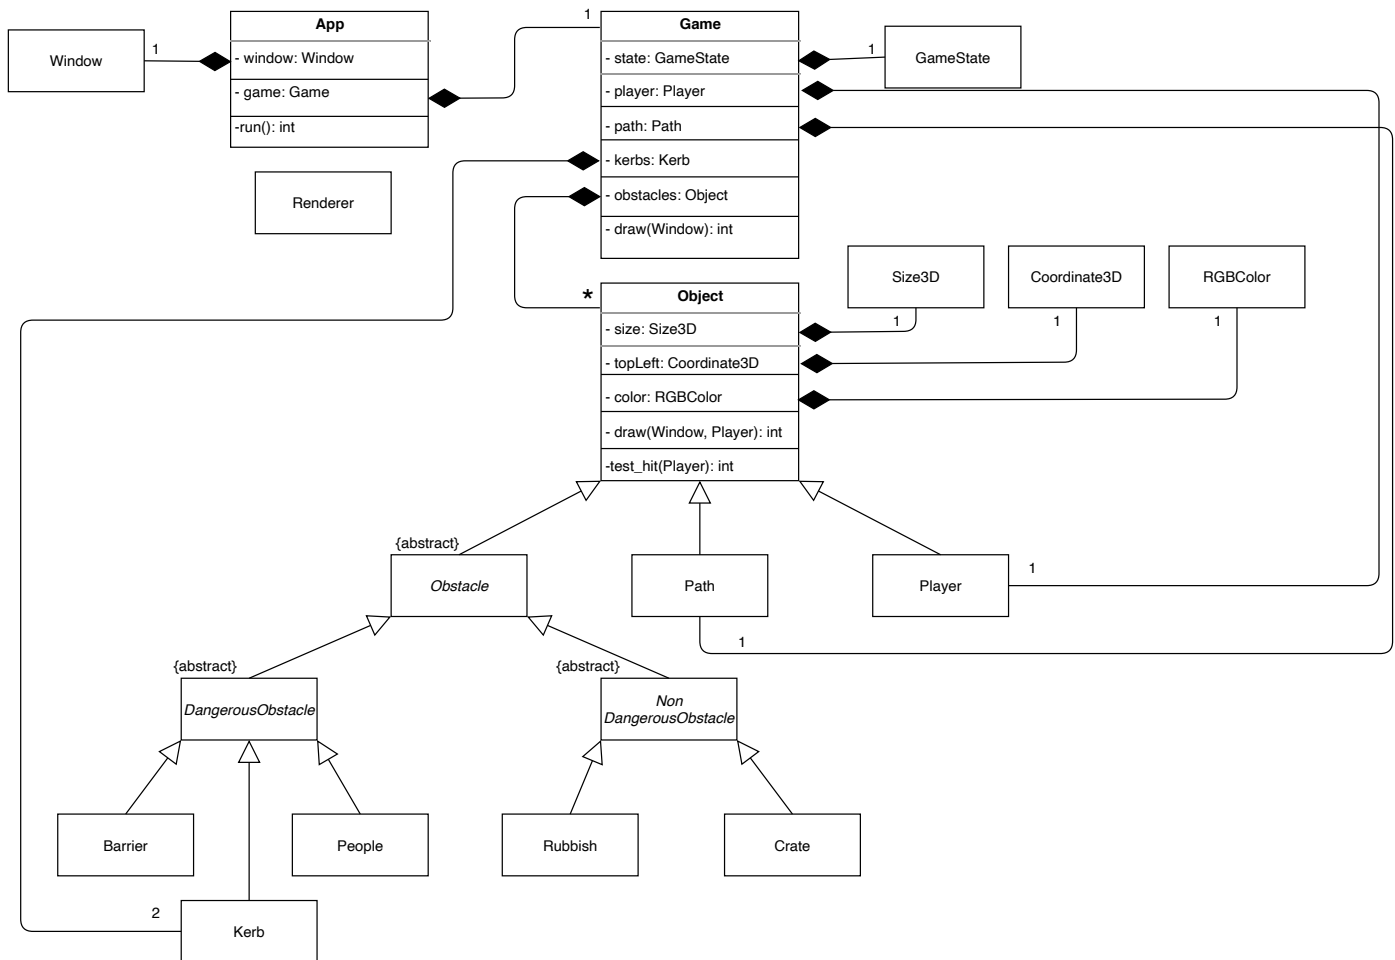 Window
1
App
- window: Window
- game: Game
-run(): int
Renderer
1
Game
- state: GameState
- player: Player
- path: Path
- kerbs: Kerb
- obstacles: Object
- draw(Window): int
1
GameState
*
Object
- size: Size3D
- topLeft: Coordinate3D
- color: RGBColor
- draw(Window, Player): int
-test_hit(Player): int
Size3D
1
Coordinate3D
1
RGBColor
1
{abstract}
Obstacle
Path
1
Player
1
{abstract}
DangerousObstacle
{abstract}
Non
DangerousObstacle
Barrier
People
Rubbish
Crate
2
Kerb